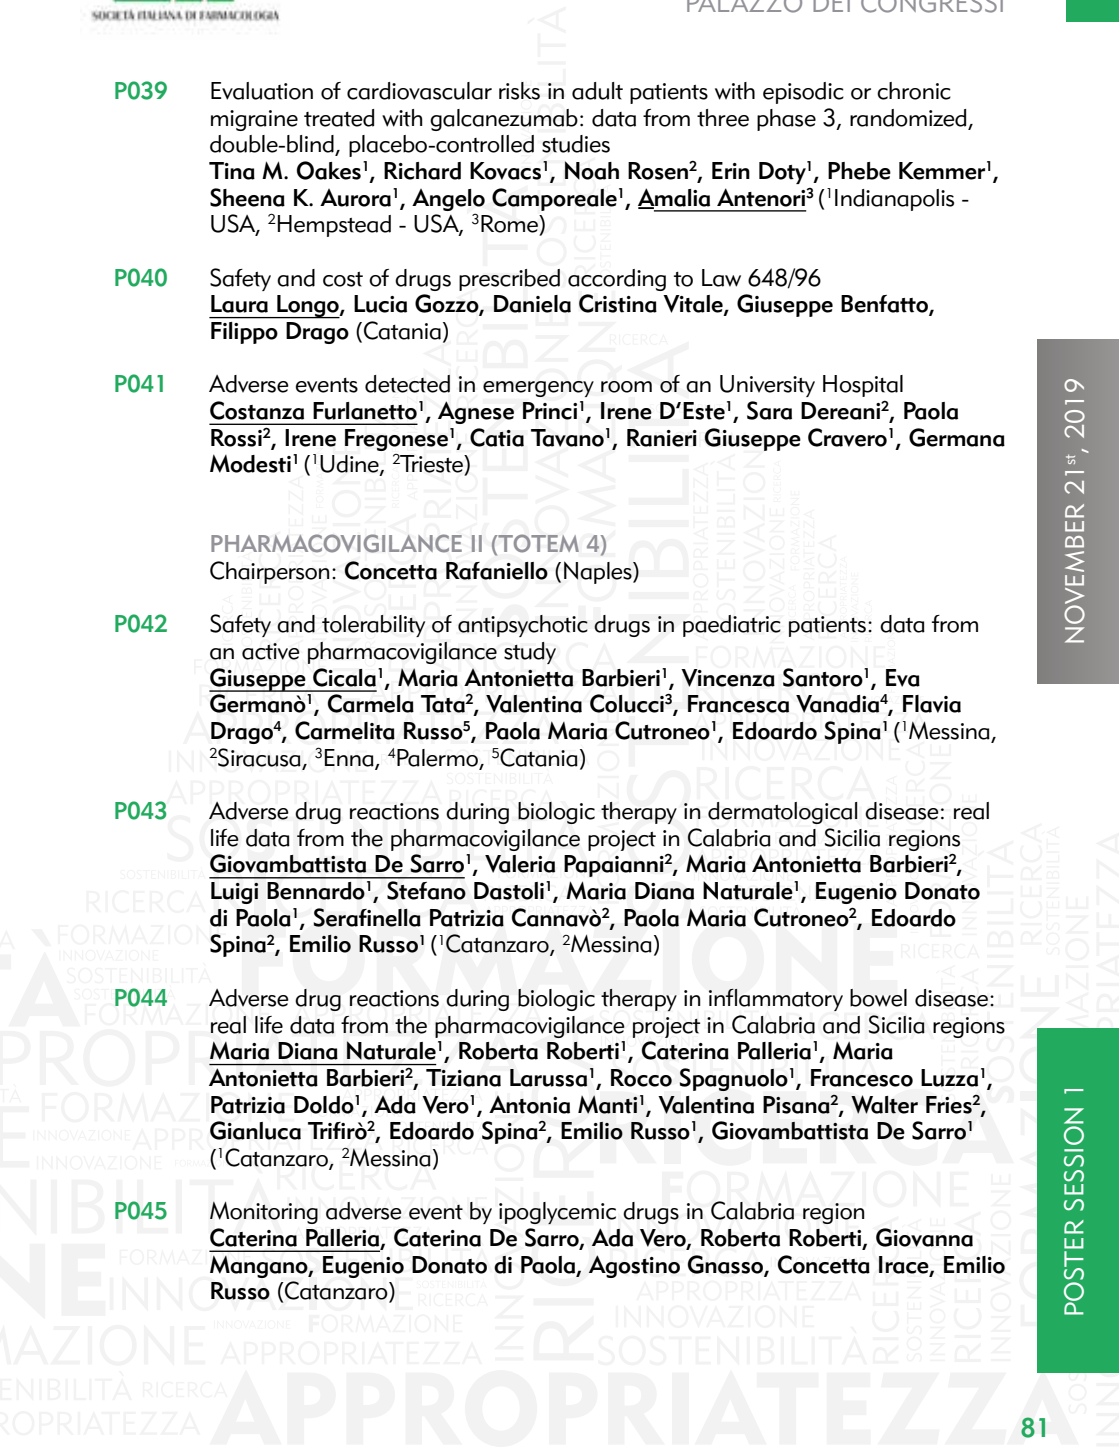 SOCIETÀ ITALIANA DI FARMACOLOGIA
PALAZZO DEI CONGRESSI
P039 Evaluation of cardiovascular risks in adult patients with episodic or chronic
migraine treated with galcanezumab: data from three phase 3, randomized,
double-blind, placebo-controlled studies
Tina M. Oakes¹, Richard Kovacs¹, Noah Rosen², Erin Doty¹, Phebe Kemmer¹,
Sheena K. Aurora¹, Angelo Camporeale¹, Amalia Antenori³ (¹Indianapolis -
USA, ²Hempstead - USA, ³Rome)
P040 Safety and cost of drugs prescribed according to Law 648/96
Laura Longo, Lucia Gozzo, Daniela Cristina Vitale, Giuseppe Benfatto,
Filippo Drago (Catania)
P041 Adverse events detected in emergency room of an University Hospital
Costanza Furlanetto¹, Agnese Princi¹, Irene D'Este¹, Sara Dereani², Paola
Rossi², Irene Fregonese¹, Catia Tavano¹, Ranieri Giuseppe Cravero¹, Germana
Modesti¹ (¹Udine, ²Trieste)
PHARMACOVIGILANCE II (TOTEM 4)
Chairperson: Concetta Rafaniello (Naples)
P042 Safety and tolerability of antipsychotic drugs in paediatric patients: data from
an active pharmacovigilance study
Giuseppe Cicala¹, Maria Antonietta Barbieri¹, Vincenza Santoro¹, Eva
Germanò¹, Carmela Tata², Valentina Colucci³, Francesca Vanadia⁴, Flavia
Drago⁴, Carmelita Russo⁵, Paola Maria Cutroneo¹, Edoardo Spina¹ (¹Messina,
²Siracusa, ³Enna, ⁴Palermo, ⁵Catania)
P043 Adverse drug reactions during biologic therapy in dermatological disease: real
life data from the pharmacovigilance project in Calabria and Sicilia regions
Giovambattista De Sarro¹, Valeria Papaianni², Maria Antonietta Barbieri²,
Luigi Bennardo¹, Stefano Dastoli¹, Maria Diana Naturale¹, Eugenio Donato
di Paola¹, Serafinella Patrizia Cannavò², Paola Maria Cutroneo², Edoardo
Spina², Emilio Russo¹ (¹Catanzaro, ²Messina)
P044 Adverse drug reactions during biologic therapy in inflammatory bowel disease:
real life data from the pharmacovigilance project in Calabria and Sicilia regions
Maria Diana Naturale¹, Roberta Roberti¹, Caterina Palleria¹, Maria
Antonietta Barbieri², Tiziana Larussa¹, Rocco Spagnuolo¹, Francesco Luzza¹,
Patrizia Doldo¹, Ada Vero¹, Antonia Manti¹, Valentina Pisana², Walter Fries²,
Gianluca Trifirò², Edoardo Spina², Emilio Russo¹, Giovambattista De Sarro¹
(¹Catanzaro, ²Messina)
P045 Monitoring adverse event by ipoglycemic drugs in Calabria region
Caterina Palleria, Caterina De Sarro, Ada Vero, Roberta Roberti, Giovanna
Mangano, Eugenio Donato di Paola, Agostino Gnasso, Concetta Irace, Emilio
Russo (Catanzaro)
NOVEMBER 21st, 2019
POSTER SESSION 1
81